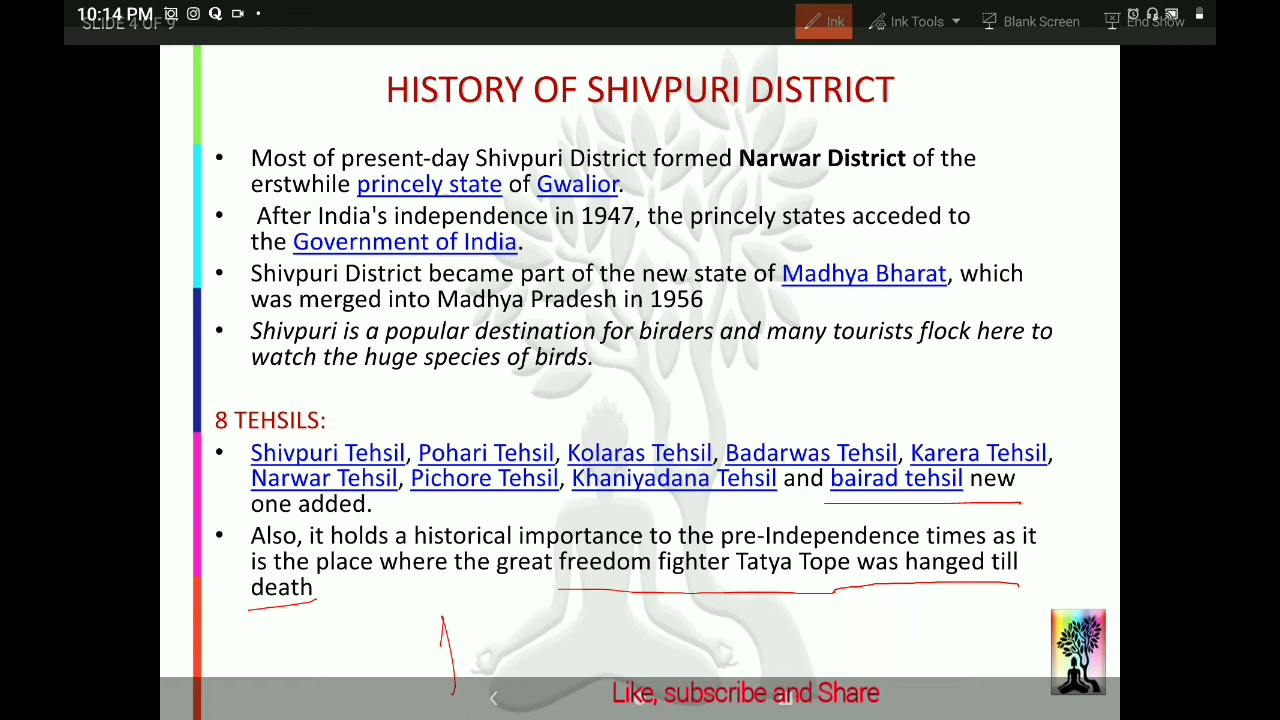 10:14 PM
SLIDE 4 OF 9
Ink
Ink Tools
Blank Screen
End Show
HISTORY OF SHIVPURI DISTRICT
• Most of present-day Shivpuri District formed Narwar District of the
erstwhile princely state of Gwalior.
• After India's independence in 1947, the princely states acceded to
the Government of India.
• Shivpuri District became part of the new state of Madhya Bharat, which
was merged into Madhya Pradesh in 1956
• Shivpuri is a popular destination for birders and many tourists flock here to
watch the huge species of birds.
8 TEHSILS:
• Shivpuri Tehsil, Pohari Tehsil, Kolaras Tehsil, Badarwas Tehsil, Karera Tehsil,
Narwar Tehsil, Pichore Tehsil, Khaniyadana Tehsil and bairad tehsil new
one added.
• Also, it holds a historical importance to the pre-Independence times as it
is the place where the great freedom fighter Tatya Tope was hanged till
death
Like, subscribe and Share